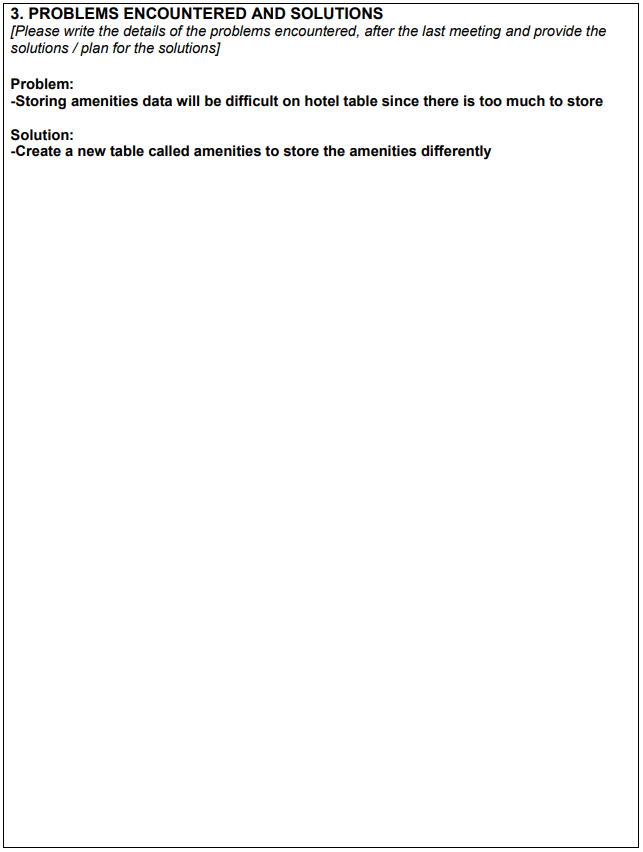 3. PROBLEMS ENCOUNTERED AND SOLUTIONS
[Please write the details of the problems encountered, after the last meeting and provide the
solutions / plan for the solutions]
Problem:
-Storing amenities data will be difficult on hotel table since there is too much to store
Solution:
-Create a new table called amenities to store the amenities differently